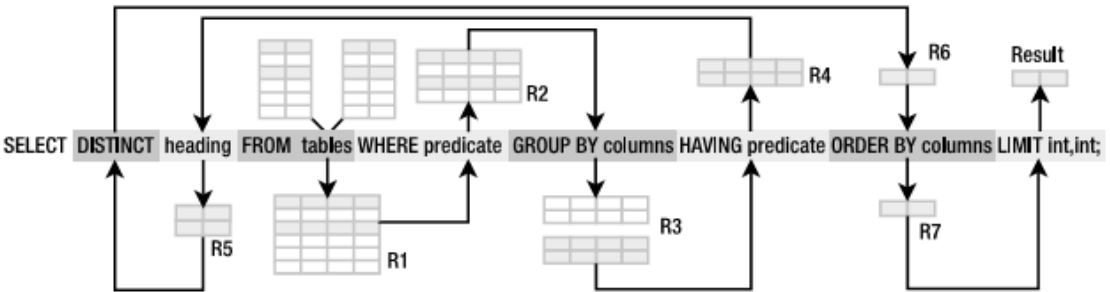 R6
Result
R4
R2
SELECT DISTINCT heading FROM tables WHERE predicate GROUP BY columns HAVING predicate ORDER BY columns LIMIT int,int;
R5
R1
R3
R7